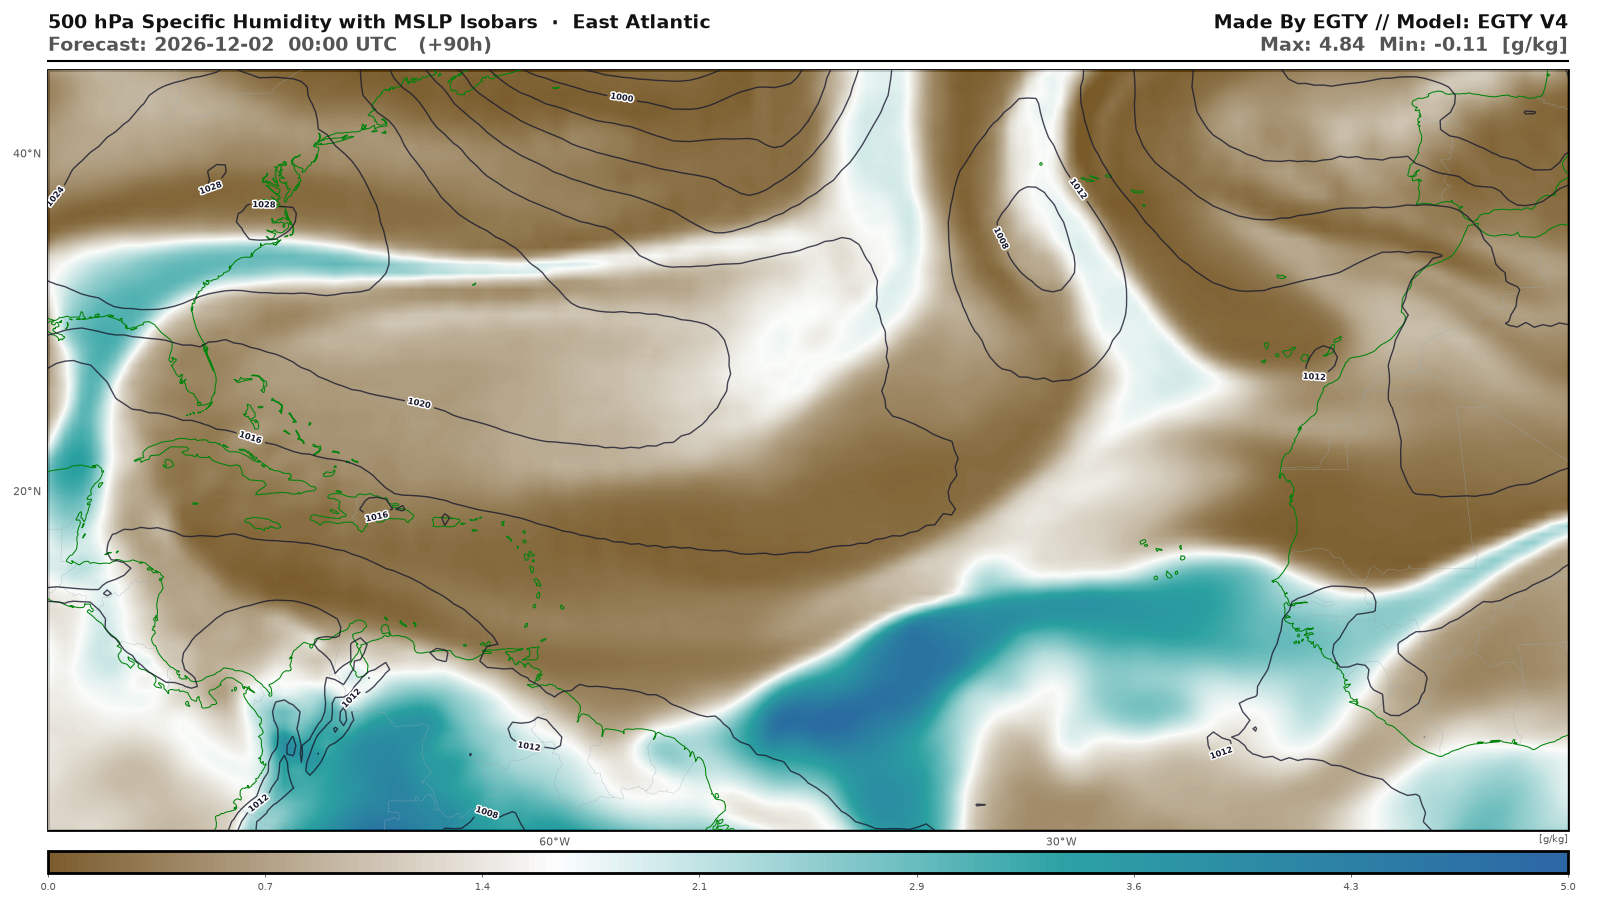 500 hPa Specific Humidity with MSLP Isobars · East Atlantic
Made By EGTY // Model: EGTY V4
Forecast: 2026-12-02 00:00 UTC (+90h)
Max: 4.84 Min: -0.11 [g/kg]
1000
40°N
1028
1024
1012
1028
1008
1012
1020
1016
20°N
1016
1012
1012
1012
1012
1008
60°W
30°W
[g/kg]
0.0 0.7 1.4 2.1 2.9 3.6 4.3 5.0